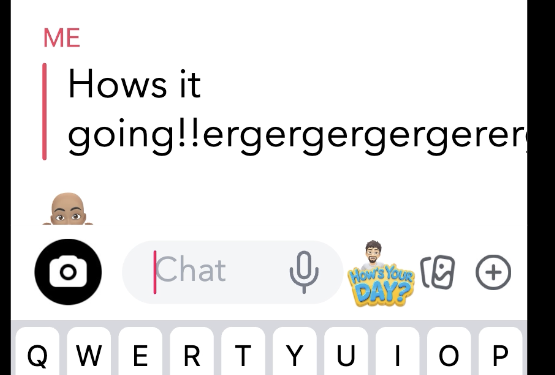 ME
Hows it
going!!ergergergergerer
Chat
HOW'S YOUR
DAY?
Q W E R T Y U I O P